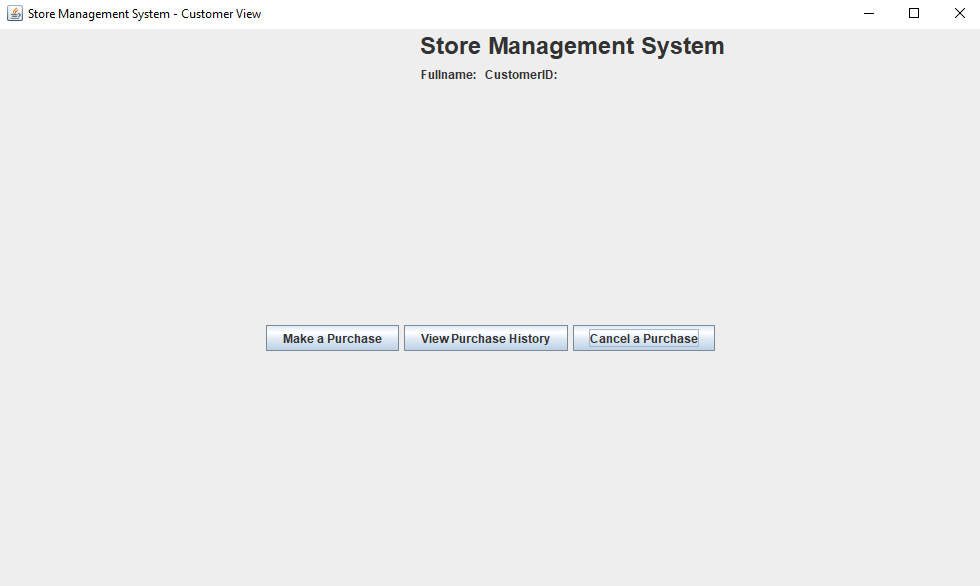 Store Management System - Customer View
Store Management System
Fullname: CustomerID:
Make a Purchase View Purchase History Cancel a Purchase